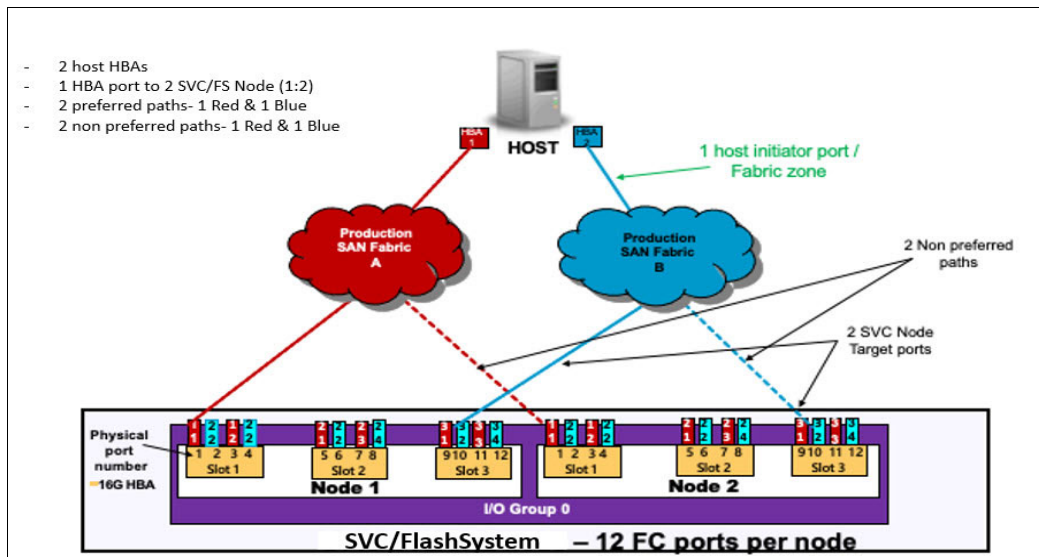 - 2 host HBAs
- 1 HBA port to 2 SVC/FS Node (1:2)
- 2 preferred paths- 1 Red & 1 Blue
- 2 non preferred paths- 1 Red & 1 Blue
HBA
1
HOST
HBA
2
1 host initiator port /
Fabric zone
Production
SAN Fabric
A
Production
SAN Fabric
B
2 Non preferred
paths
2 SVC Node
Target ports
Physical
port
number
16G HBA
1 2 3 4
Slot 1
5 6 7 8
Slot 2
9 10 11 12
Slot 3
Node 1
1 2 3 4
Slot 1
5 6 7 8
Slot 2
9 10 11 12
Slot 3
Node 2
I/O Group 0
SVC/FlashSystem – 12 FC ports per node